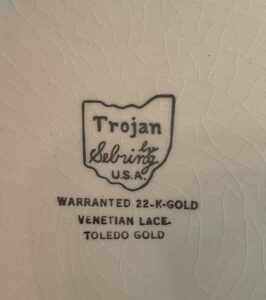 Trojan
by
Sebring
U.S.A.
WARRANTED 22-K-GOLD
VENETIAN LACE-
TOLEDO GOLD